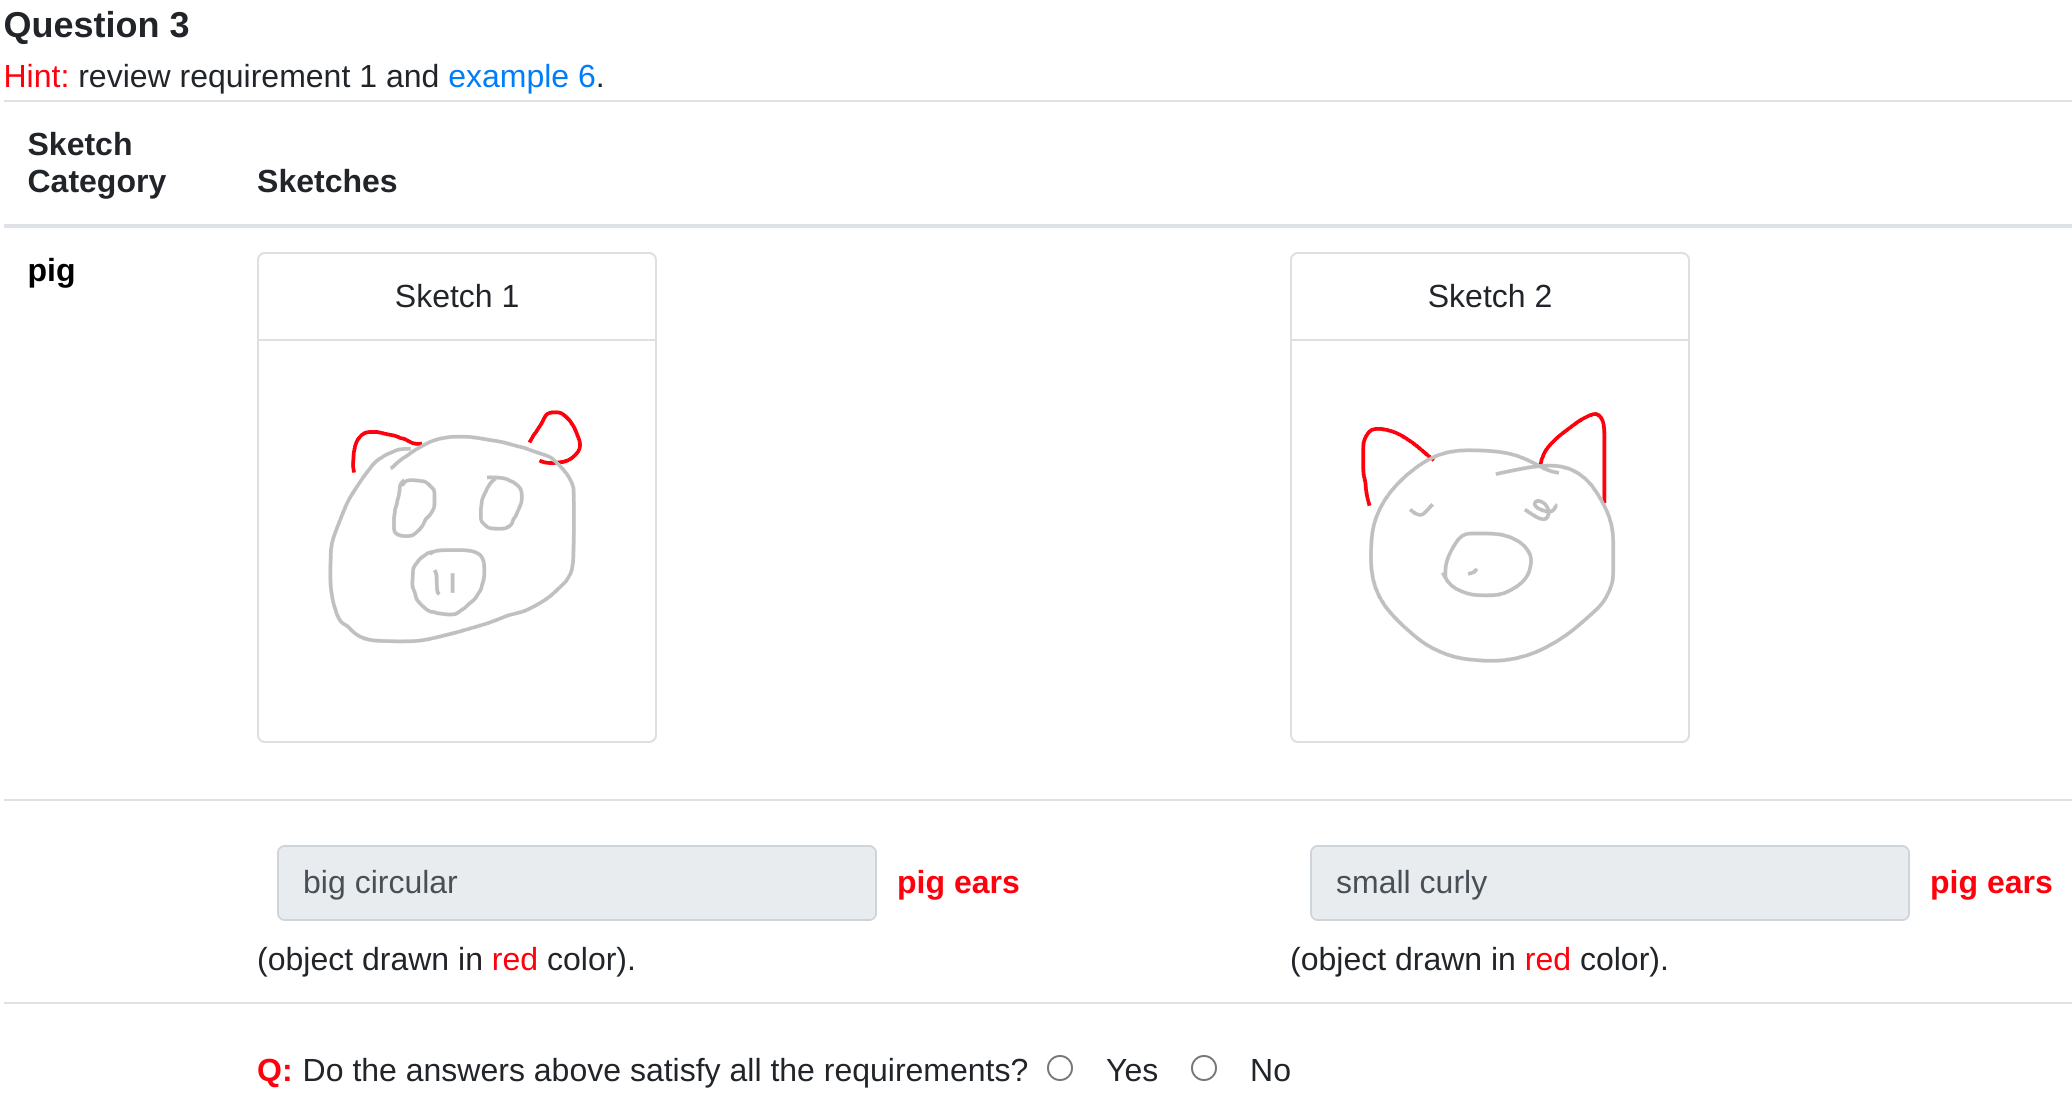 Question 3
Hint: review requirement 1 and example 6.
Sketch
Category
Sketches
pig
Sketch 1
Sketch 2
big circular pig ears
small curly pig ears
(object drawn in red color).
(object drawn in red color).
Q: Do the answers above satisfy all the requirements? Yes No